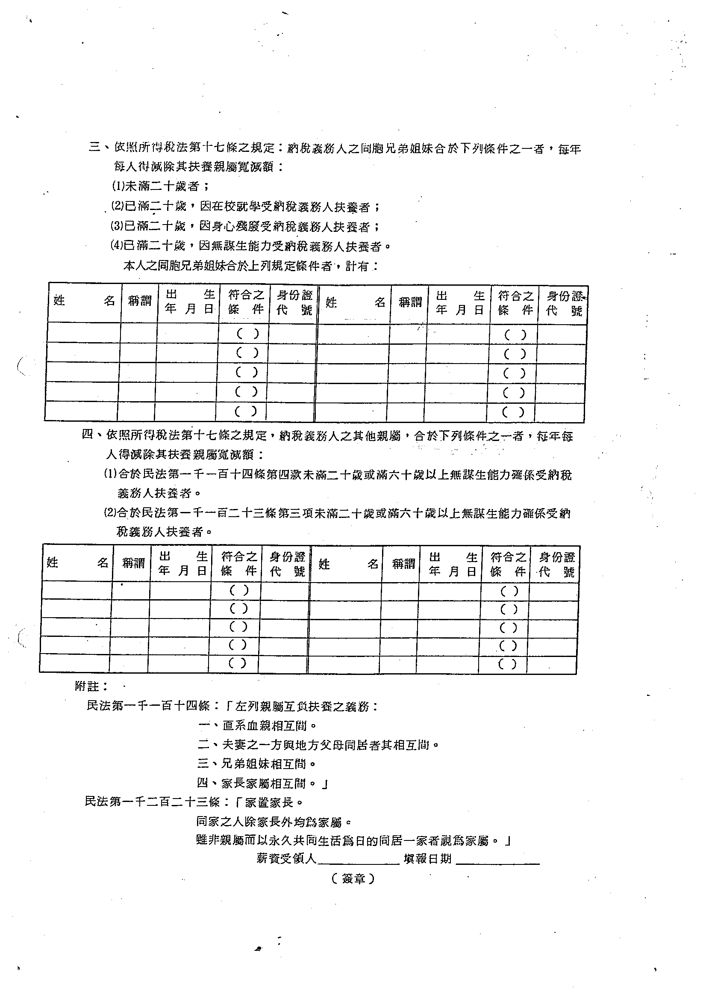 三、依照所得稅法第十七條之規定：納稅義務人之同胞兄弟姐妹合於下列條件之一者，每年
每人得減除其扶養親屬寬減額：
(1)未滿二十歲者；
(2)已滿二十歲，因在校就學受納稅義務人扶養者；
(3)已滿二十歲，因身心殘廢受納稅義務人扶養者；
(4)已滿二十歲，因無謀生能力受納稅義務人扶養者。
本人之同胞兄弟姐妹合於上列規定條件者，計有：
姓 名 稱謂 出 生 年 月 日 符合之條 件 身份證代 號 姓 名 稱謂 出 生 年 月 日 符合之條 件 身份證代 號
( ) ( )
( ) ( )
( ) ( )
( ) ( )
( ) ( )
四、依照所得稅法第十七條之規定，納稅義務人之其他親屬，合於下列條件之一者，每年每
人得減除其扶養親屬寬減額：
(1)合於民法第一千一百十四條第四款未滿二十歲或滿六十歲以上無謀生能力確係受納稅
義務人扶養者。
(2)合於民法第一千一百二十三條第三項未滿二十歲或滿六十歲以上無謀生能力確係受納
稅義務人扶養者。
姓 名 稱謂 出 生 年 月 日 符合之條 件 身份證代 號 姓 名 稱謂 出 生 年 月 日 符合之條 件 身份證代 號
( ) ( )
( ) ( )
( ) ( )
( ) ( )
( ) ( )
附註：
民法第一千一百十四條：「左列親屬互負扶養之義務：
一、直系血親相互間。
二、夫妻之一方與地方父母同居者其相互間。
三、兄弟姐妹相互間。
四、家長家屬相互間。」
民法第一千二百二十三條：「家置家長。
同家之人除家長外均為家屬。
雖非親屬而以永久共同生活為日的同居一家者視為家屬。」
薪資受領人 填報日期
（簽章）